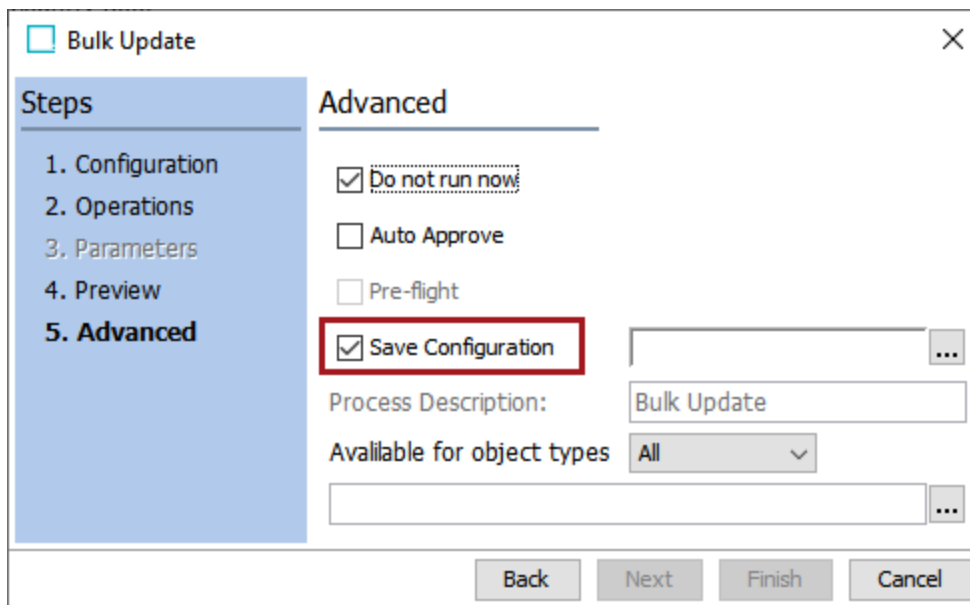 Bulk Update
Steps
1. Configuration
2. Operations
3. Parameters
4. Preview
5. Advanced
Advanced
Do not run now
Auto Approve
Pre-flight
Save Configuration
...
Process Description:
Bulk Update
Avalilable for object types
All
...
Back
Next
Finish
Cancel